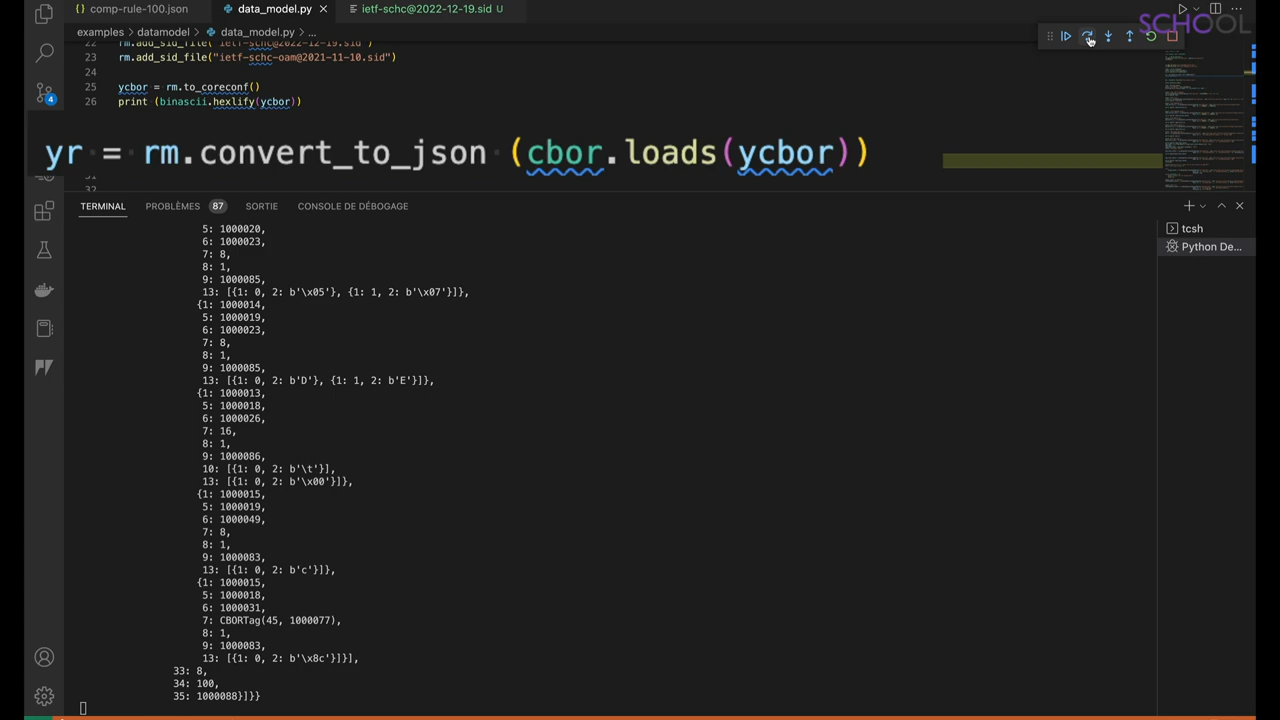 comp-rule-100.json
data_model.py
ietf-schc@2022-12-19.sid U
SCHOOL
examples > datamodel > data_model.py > ...
22 rm.add_sid_file("ietf-schc@2022-12-19.sid")
23 rm.add_sid_file("ietf-schc-oam@2021-11-10.sid")
24
25 ycbor = rm.to_coreconf()
26 print (binascii.hexlify(ycbor))
yr = rm.convert_to_json (cbor.loads(ycbor))
31
32
4
TERMINAL PROBLÈMES 87 SORTIE CONSOLE DE DÉBOGAGE
tcsh
Python De...
5: 1000020,
6: 1000023,
7: 8,
8: 1,
9: 1000085,
13: [{1: 0, 2: b'\x05'}, {1: 1, 2: b'\x07'}]},
{1: 1000014,
5: 1000019,
6: 1000023,
7: 8,
8: 1,
9: 1000085,
13: [{1: 0, 2: b'D'}, {1: 1, 2: b'E'}]},
{1: 1000013,
5: 1000018,
6: 1000026,
7: 16,
8: 1,
9: 1000086,
10: [{1: 0, 2: b'\t'}],
13: [{1: 0, 2: b'\x00'}]},
{1: 1000015,
5: 1000019,
6: 1000049,
7: 8,
8: 1,
9: 1000083,
13: [{1: 0, 2: b'c'}]},
{1: 1000015,
5: 1000018,
6: 1000031,
7: CBORTag(45, 1000077),
8: 1,
9: 1000083,
13: [{1: 0, 2: b'\x8c'}]}],
33: 8,
34: 100,
35: 1000088}]}}